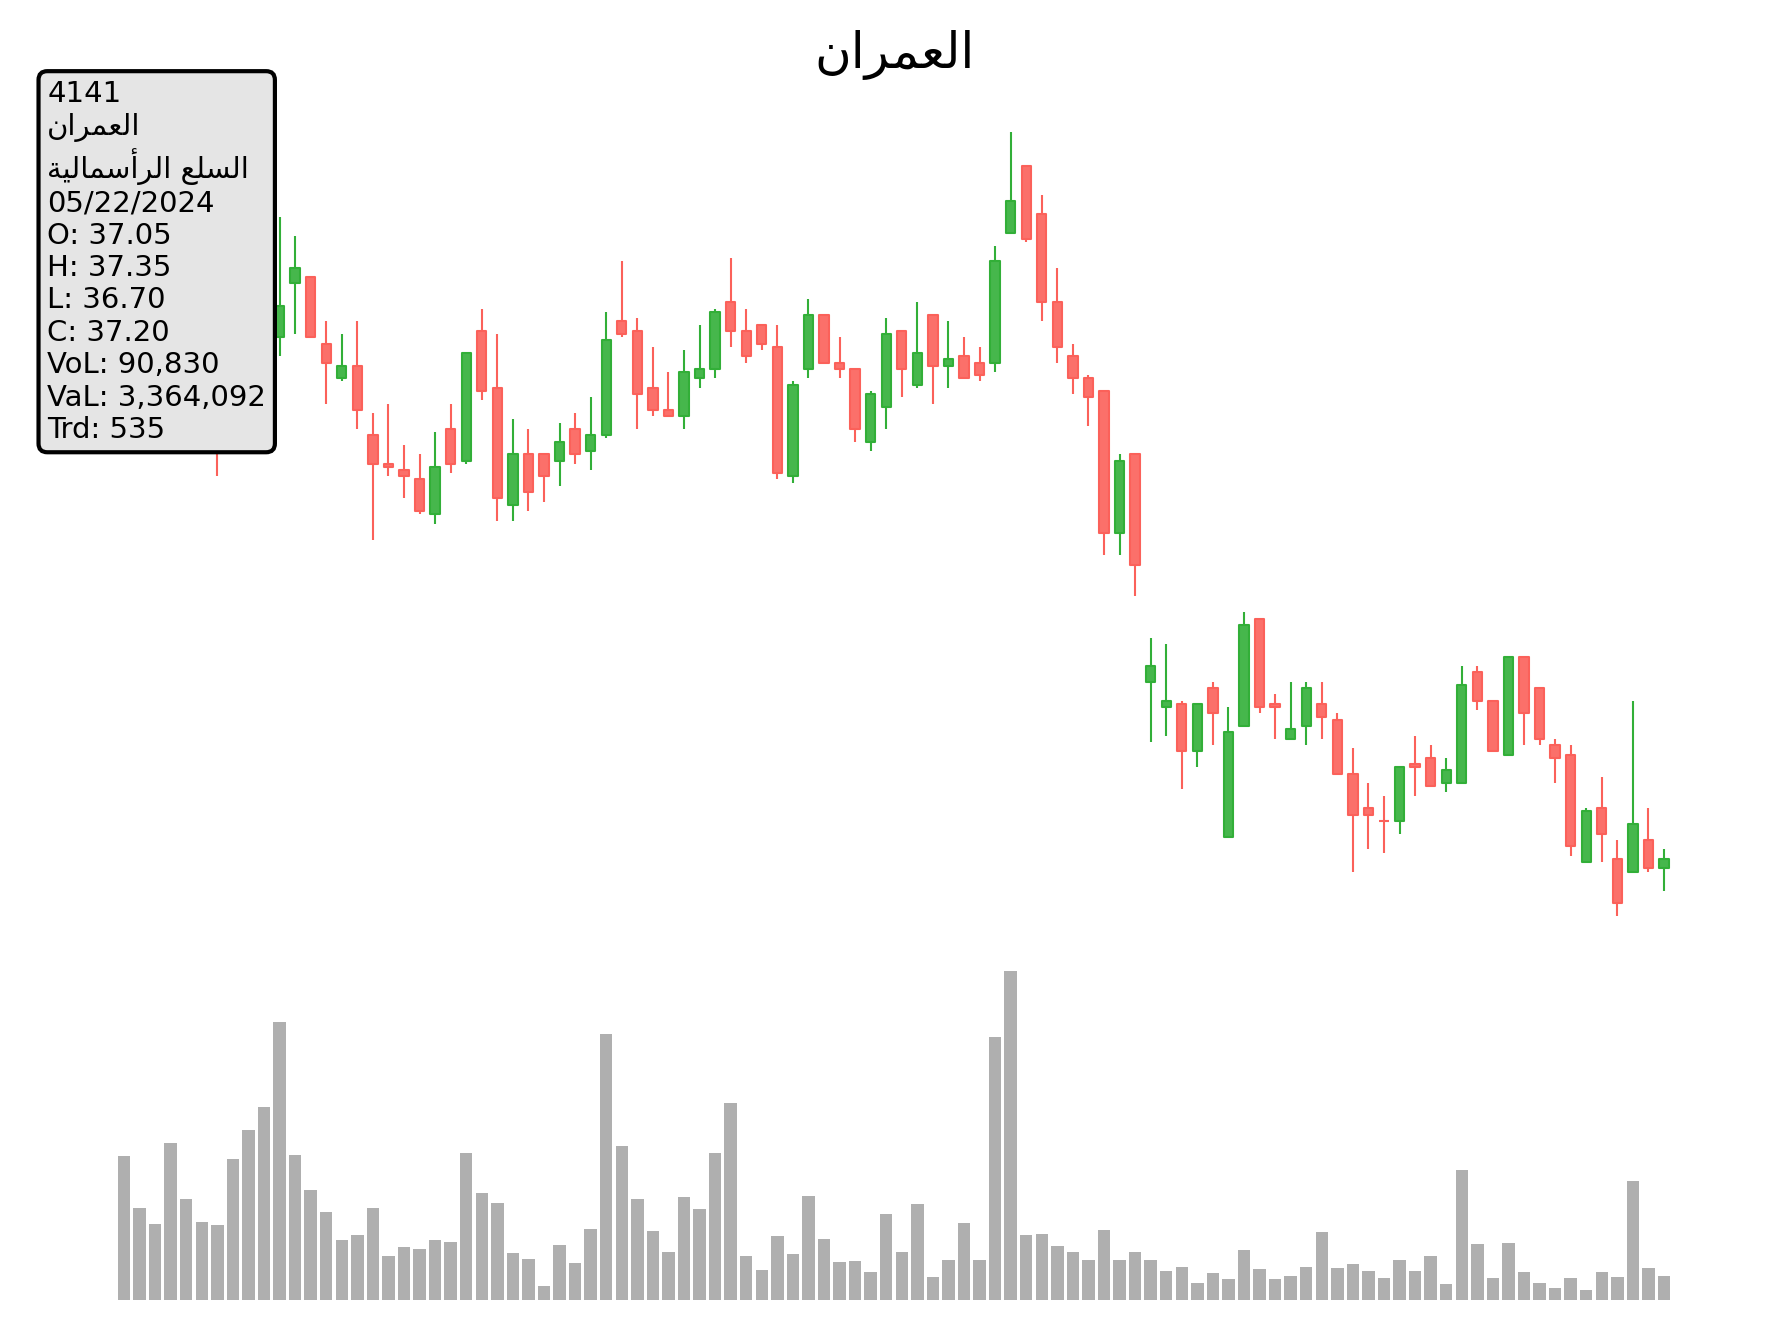 العمران
4141
العمران
السلع الرأسمالية
05/22/2024
O: 37.05
H: 37.35
L: 36.70
C: 37.20
VoL: 90,830
VaL: 3,364,092
Trd: 535